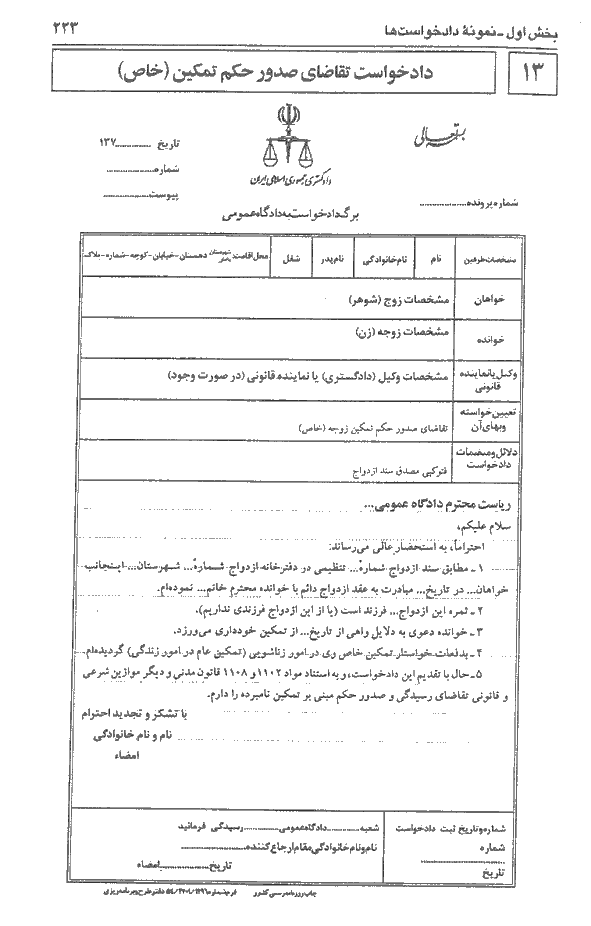 بخش اول ـ نمونهٔ دادخواست‌ها
۲۲۳
۱۳
دادخواست تقاضای صدور حکم تمکین (خاص)
بسمه‌تعالی
تاریخ ............ ۱۳۷
شماره..................
پیوست..................
دادگستری جمهوری اسلامی ایران
شماره پرونده..................
برگ دادخواست به دادگاه عمومی
مشخصات طرفین
نام
نام‌خانوادگی
نام‌پدر
شغل
محل اقامت شهرستان بخش دهستان-خیابان-کوچه-شماره-پلاک
خواهان
مشخصات زوج (شوهر)
خوانده
مشخصات زوجه (زن)
وکیل یا نماینده
قانونی
مشخصات وکیل (دادگستری) یا نماینده قانونی (در صورت وجود)
تعیین خواسته
وبهای آن
تقاضای صدور حکم تمکین زوجه (خاص)
دلائل و منضمات
دادخواست
فتوکپی مصدق سند ازدواج
ریاست محترم دادگاه عمومی...
سلام علیکم،
احتراماً، به استحضار عالی می‌رساند:
۱ـ مطابق سند ازدواج شمارهٔ... تنظیمی در دفترخانه ازدواج شمارهٔ... شهرستان... اینجانب
خواهان... در تاریخ... مبادرت به عقد ازدواج دائم با خوانده محترم خانم... نموده‌ام.
۲ـ ثمره این ازدواج... فرزند است (یا از این ازدواج فرزندی نداریم).
۳ـ خوانده دعوی به دلایل واهی از تاریخ... از تمکین خودداری می‌ورزد.
۴ـ بدفعات خواستار تمکین خاص وی در امور زناشویی (تمکین عام در امور زندگی) گردیده‌ام.
۵ـ حال با تقدیم این دادخواست، و به استناد مواد ۱۱۰۲ و ۱۱۰۸ قانون مدنی و دیگر موازین شرعی
و قانونی تقاضای رسیدگی و صدور حکم مبنی بر تمکین نامبرده را دارم.
با تشکر و تجدید احترام
نام و نام خانوادگی
امضاء
شماره و تاریخ ثبت دادخواست
شماره
..................
تاریخ
شعبه............دادگاه عمومی............رسیدگی فرمائید
نام و نام خانوادگی مقام ارجاع کننده..................
تاریخ..................امضاء
چاپ روزنامه رسمی کشور